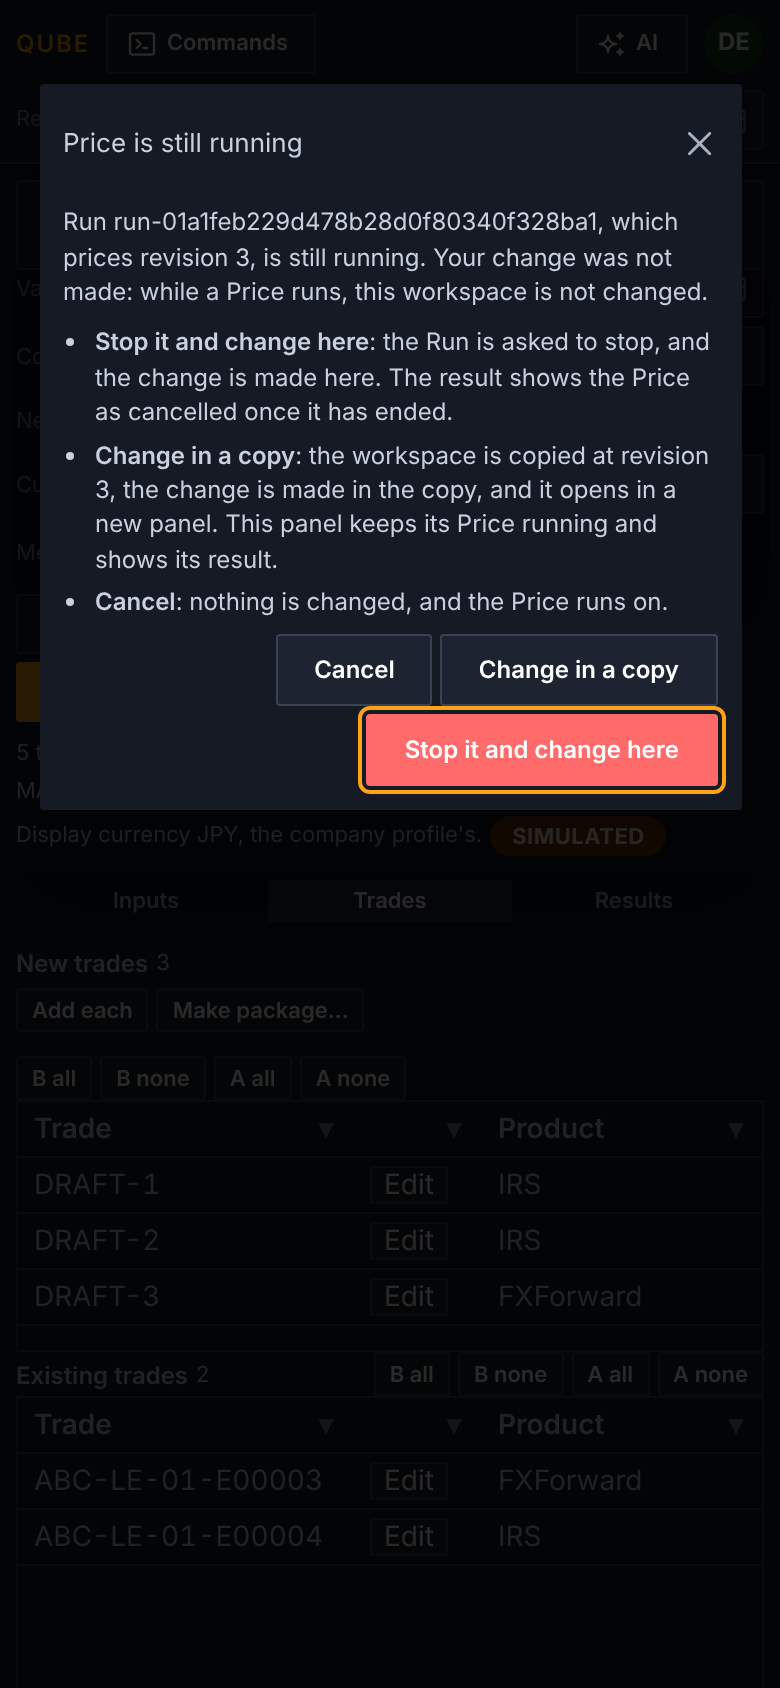 QUBE
Commands
AI
DE
Re
Price is still running
Run run-01a1feb229d478b28d0f80340f328ba1, which
prices revision 3, is still running. Your change was not
made: while a Price runs, this workspace is not changed.
• Stop it and change here: the Run is asked to stop, and
the change is made here. The result shows the Price
as cancelled once it has ended.
• Change in a copy: the workspace is copied at revision
3, the change is made in the copy, and it opens in a
new panel. This panel keeps its Price running and
shows its result.
• Cancel: nothing is changed, and the Price runs on.
Cancel
Change in a copy
Stop it and change here
Va
Co
Ne
Cu
Me
5 t
MA
Display currency JPY, the company profile's. SIMULATED
Inputs Trades Results
New trades 3
Add each Make package...
B all B none A all A none
Trade ▼ ▼ Product ▼
DRAFT-1 Edit IRS
DRAFT-2 Edit IRS
DRAFT-3 Edit FXForward
Existing trades 2 B all B none A all A none
Trade ▼ ▼ Product ▼
ABC-LE-01-E00003 Edit FXForward
ABC-LE-01-E00004 Edit IRS